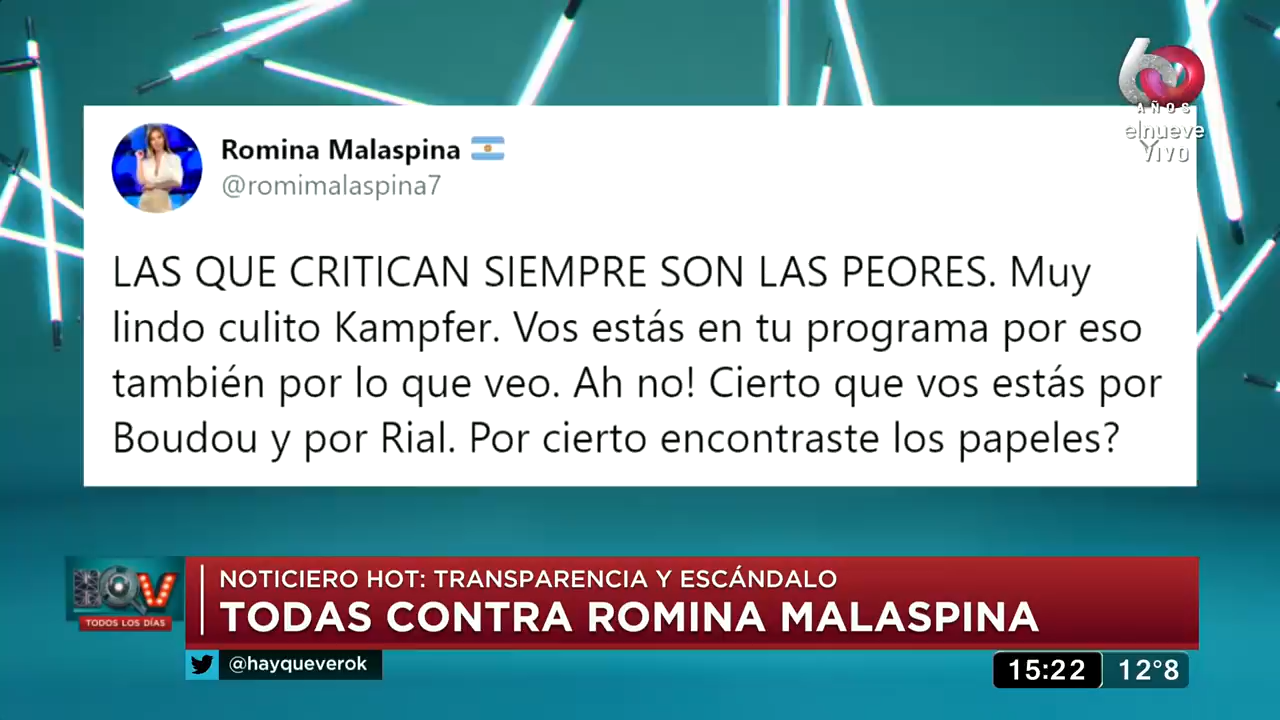 60
AÑOS
elnueve
VIVO
Romina Malaspina
@romimalaspina7
LAS QUE CRITICAN SIEMPRE SON LAS PEORES. Muy
lindo culito Kampfer. Vos estás en tu programa por eso
también por lo que veo. Ah no! Cierto que vos estás por
Boudou y por Rial. Por cierto encontraste los papeles?
HQV
TODOS LOS DÍAS
NOTICIERO HOT: TRANSPARENCIA Y ESCÁNDALO
TODAS CONTRA ROMINA MALASPINA
@hayqueverok
15:22 12°8